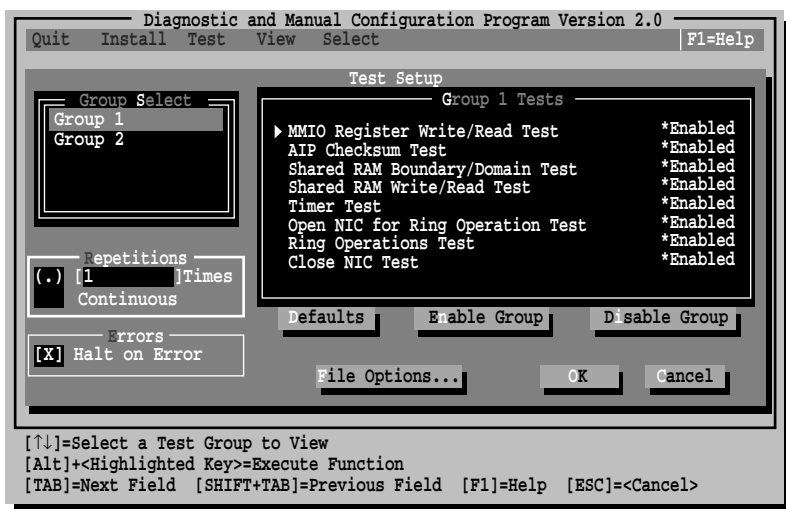 Diagnostic and Manual Configuration Program Version 2.0
Quit Install Test View Select F1=Help
Test Setup
Group Select
Group 1
Group 2
Group 1 Tests
MMIO Register Write/Read Test *Enabled
AIP Checksum Test *Enabled
Shared RAM Boundary/Domain Test *Enabled
Shared RAM Write/Read Test *Enabled
Timer Test *Enabled
Open NIC for Ring Operation Test *Enabled
Ring Operations Test *Enabled
Close NIC Test *Enabled
Repetitions
(.) [1 ]Times
Continuous
Errors
[X] Halt on Error
Defaults Enable Group Disable Group
File Options... OK Cancel
[↑↓]=Select a Test Group to View
[Alt]+<Highlighted Key>=Execute Function
[TAB]=Next Field [SHIFT+TAB]=Previous Field [F1]=Help [ESC]=<Cancel>